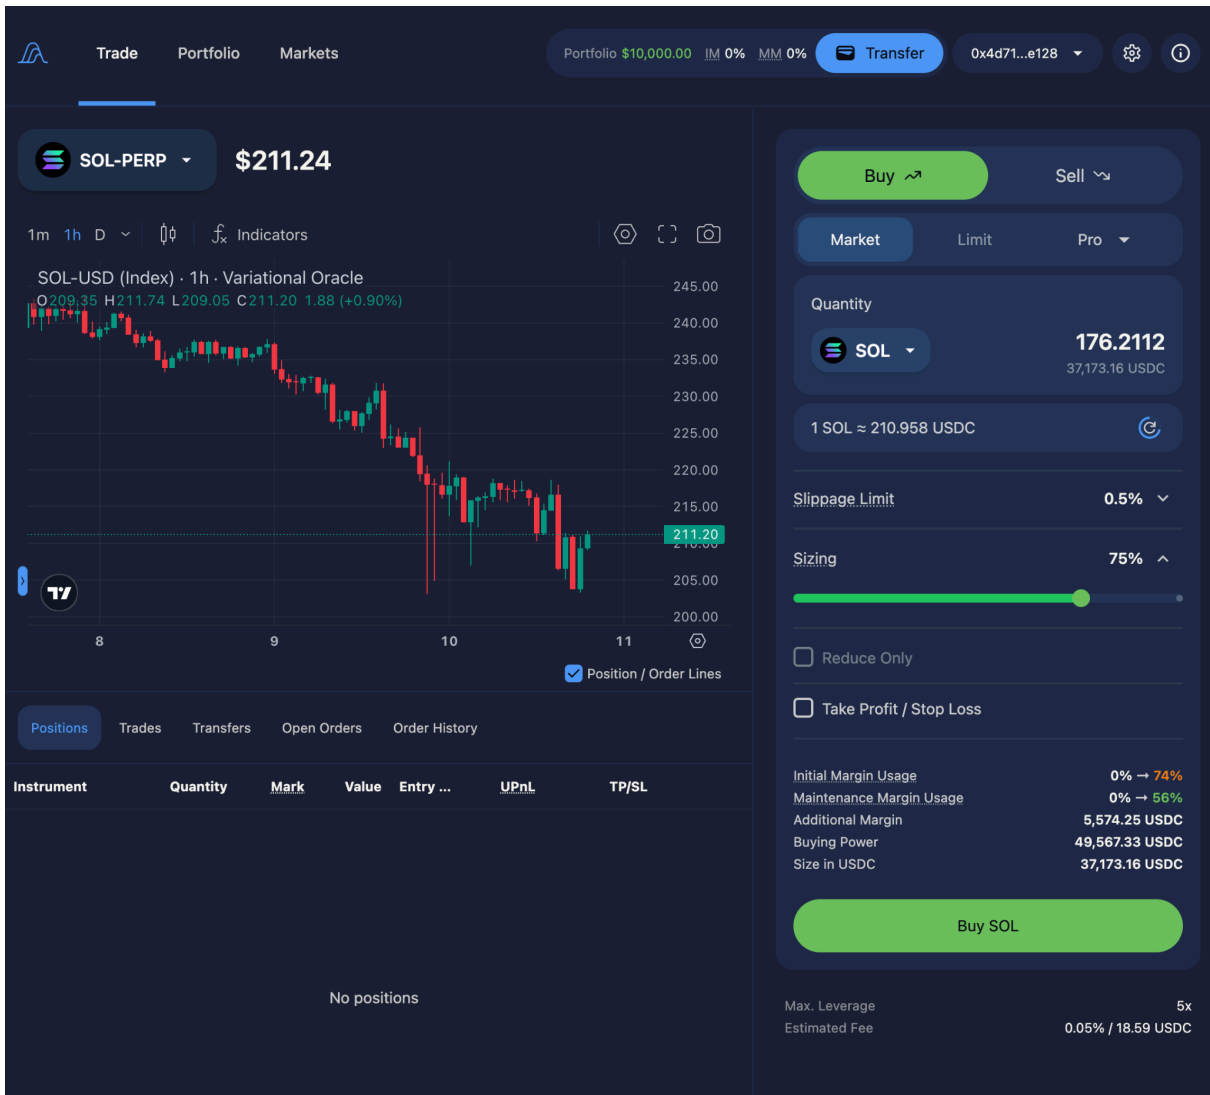 Trade
Portfolio
Markets
Portfolio $10,000.00 IM 0% MM 0%
Transfer
0x4d71...e128
SOL-PERP
$211.24
1m 1h D
Indicators
SOL-USD (Index) · 1h · Variational Oracle
O209.35 H211.74 L209.05 C211.20 1.88 (+0.90%)
245.00
240.00
235.00
230.00
225.00
220.00
215.00
211.20
210.00
205.00
200.00
8 9 10 11
Position / Order Lines
Positions Trades Transfers Open Orders Order History
Instrument Quantity Mark Value Entry ... UPnL TP/SL
No positions
Buy
Sell
Market Limit Pro
Quantity
SOL
176.2112
37,173.16 USDC
1 SOL ≈ 210.958 USDC
Slippage Limit 0.5%
Sizing 75%
Reduce Only
Take Profit / Stop Loss
Initial Margin Usage 0% → 74%
Maintenance Margin Usage 0% → 56%
Additional Margin 5,574.25 USDC
Buying Power 49,567.33 USDC
Size in USDC 37,173.16 USDC
Buy SOL
Max. Leverage 5x
Estimated Fee 0.05% / 18.59 USDC